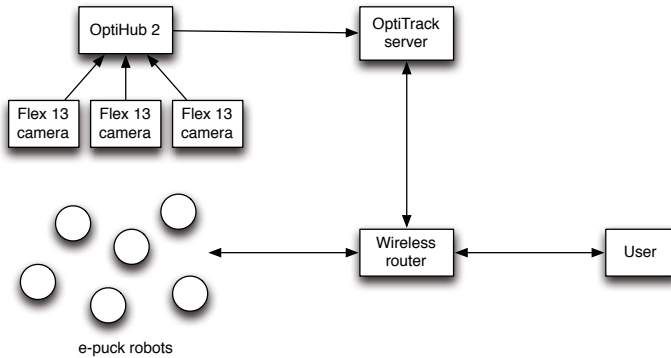 OptiHub 2
OptiTrack
server
Flex 13
camera
Flex 13
camera
Flex 13
camera
Wireless
router
User
e-puck robots